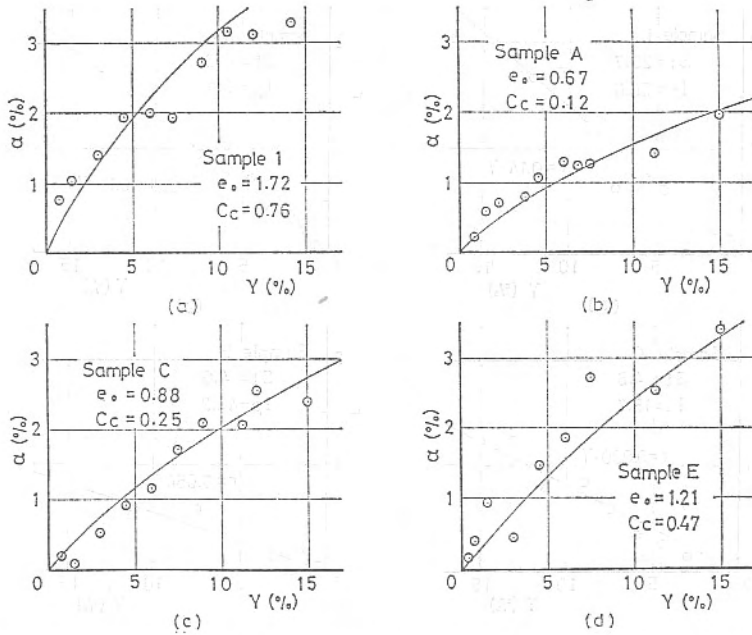 3
2
1
0
5
10
15
α (%)
γ (%)
Sample 1
e₀=1.72
Cc=0.76
(a)
3
2
1
0
5
10
15
α (%)
γ (%)
Sample A
e₀=0.67
Cc=0.12
(b)
3
2
1
0
5
10
15
α (%)
γ (%)
Sample C
e₀=0.88
Cc=0.25
(c)
3
2
1
0
5
10
15
α (%)
γ (%)
Sample E
e₀=1.21
Cc=0.47
(d)